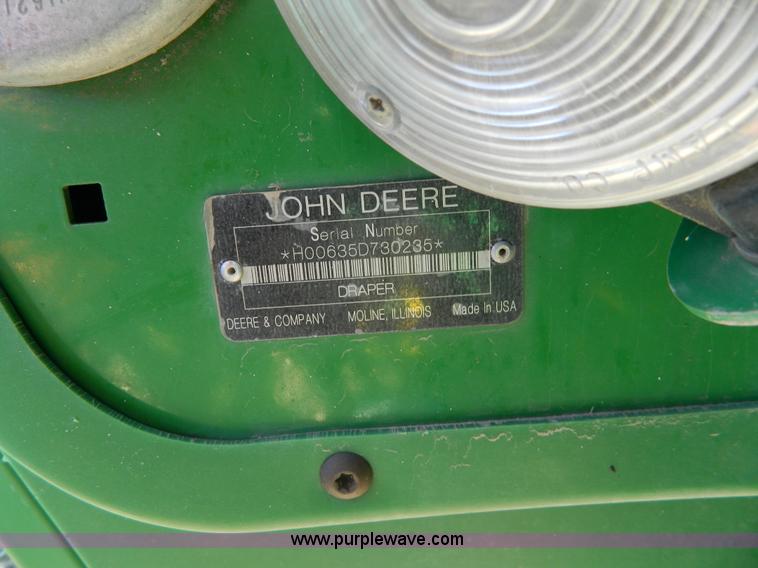 JOHN DEERE
Serial Number
*H00635D730235*
DRAPER
DEERE & COMPANY MOLINE, ILLINOIS Made in USA
www.purplewave.com